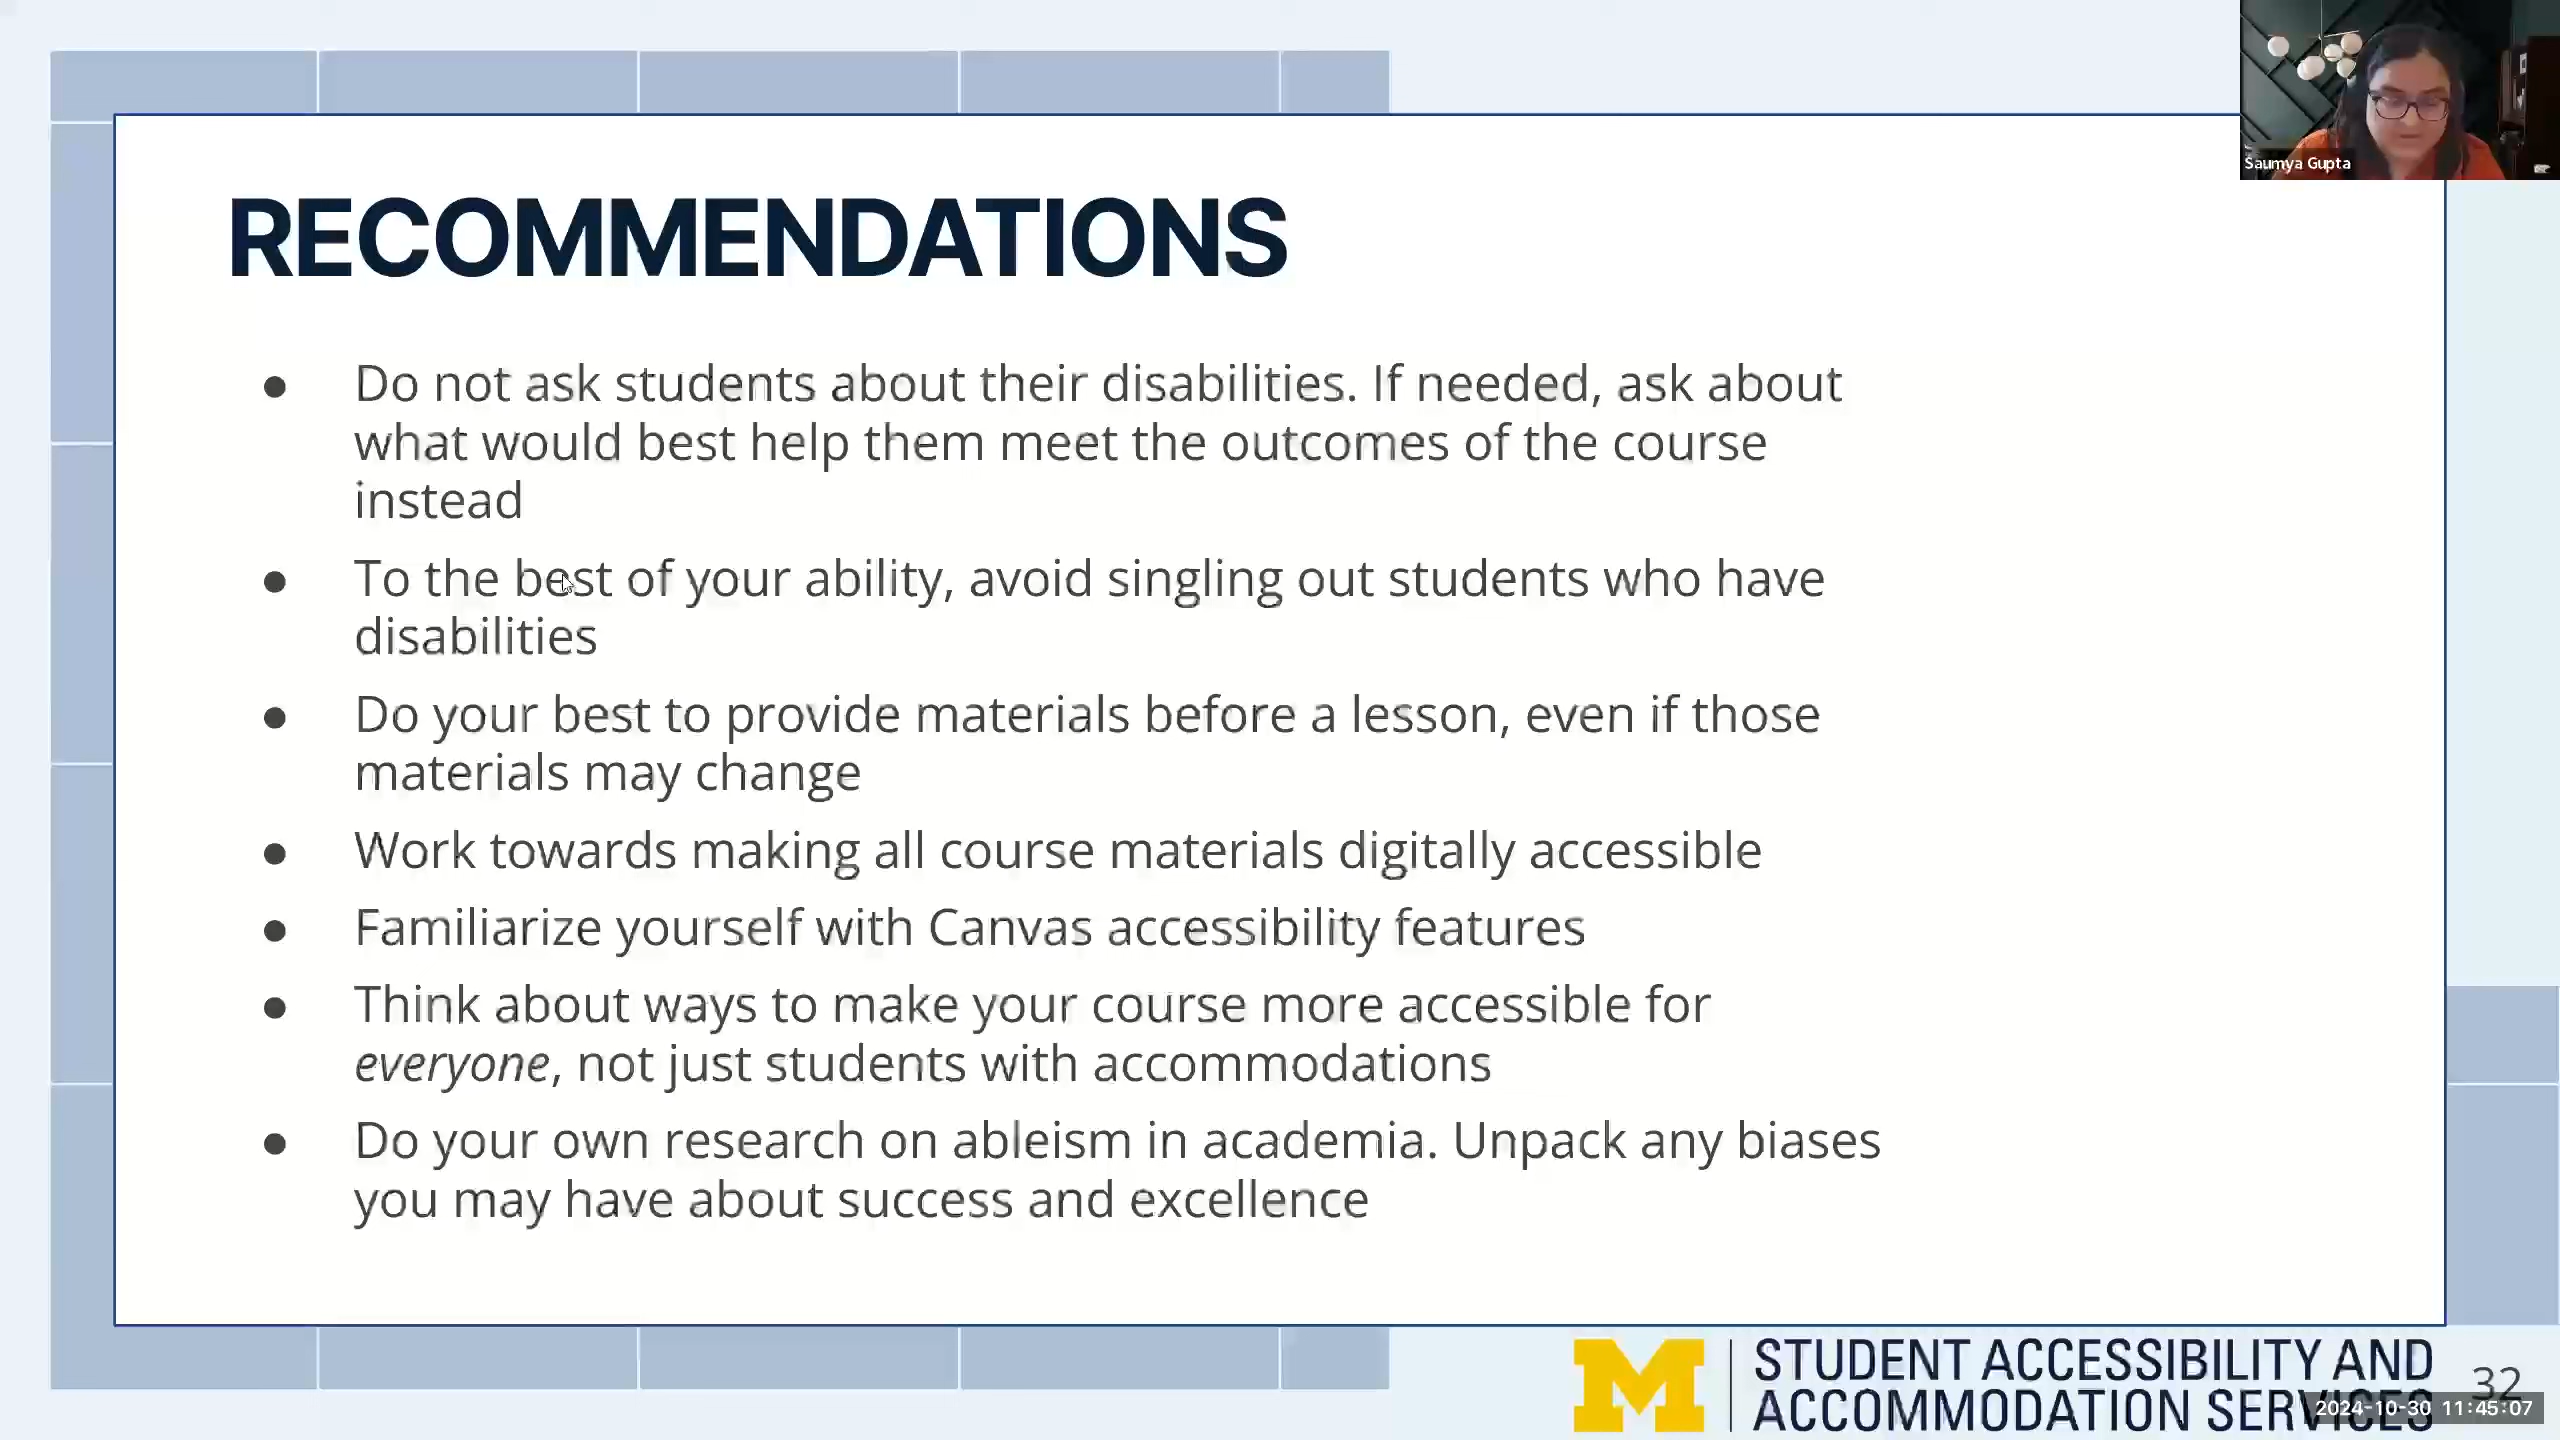 Saumya Gupta
RECOMMENDATIONS
● Do not ask students about their disabilities. If needed, ask about
what would best help them meet the outcomes of the course
instead
● To the best of your ability, avoid singling out students who have
disabilities
● Do your best to provide materials before a lesson, even if those
materials may change
● Work towards making all course materials digitally accessible
● Familiarize yourself with Canvas accessibility features
● Think about ways to make your course more accessible for
everyone, not just students with accommodations
● Do your own research on ableism in academia. Unpack any biases
you may have about success and excellence
M
STUDENT ACCESSIBILITY AND
ACCOMMODATION SERVICES
32
2024-10-30 11:45:07